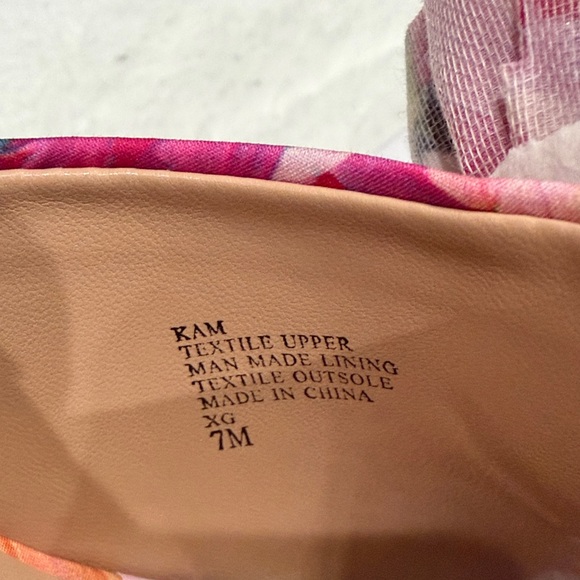 KAM
TEXTILE UPPER
MAN MADE LINING
TEXTILE OUTSOLE
MADE IN CHINA
XG
7M